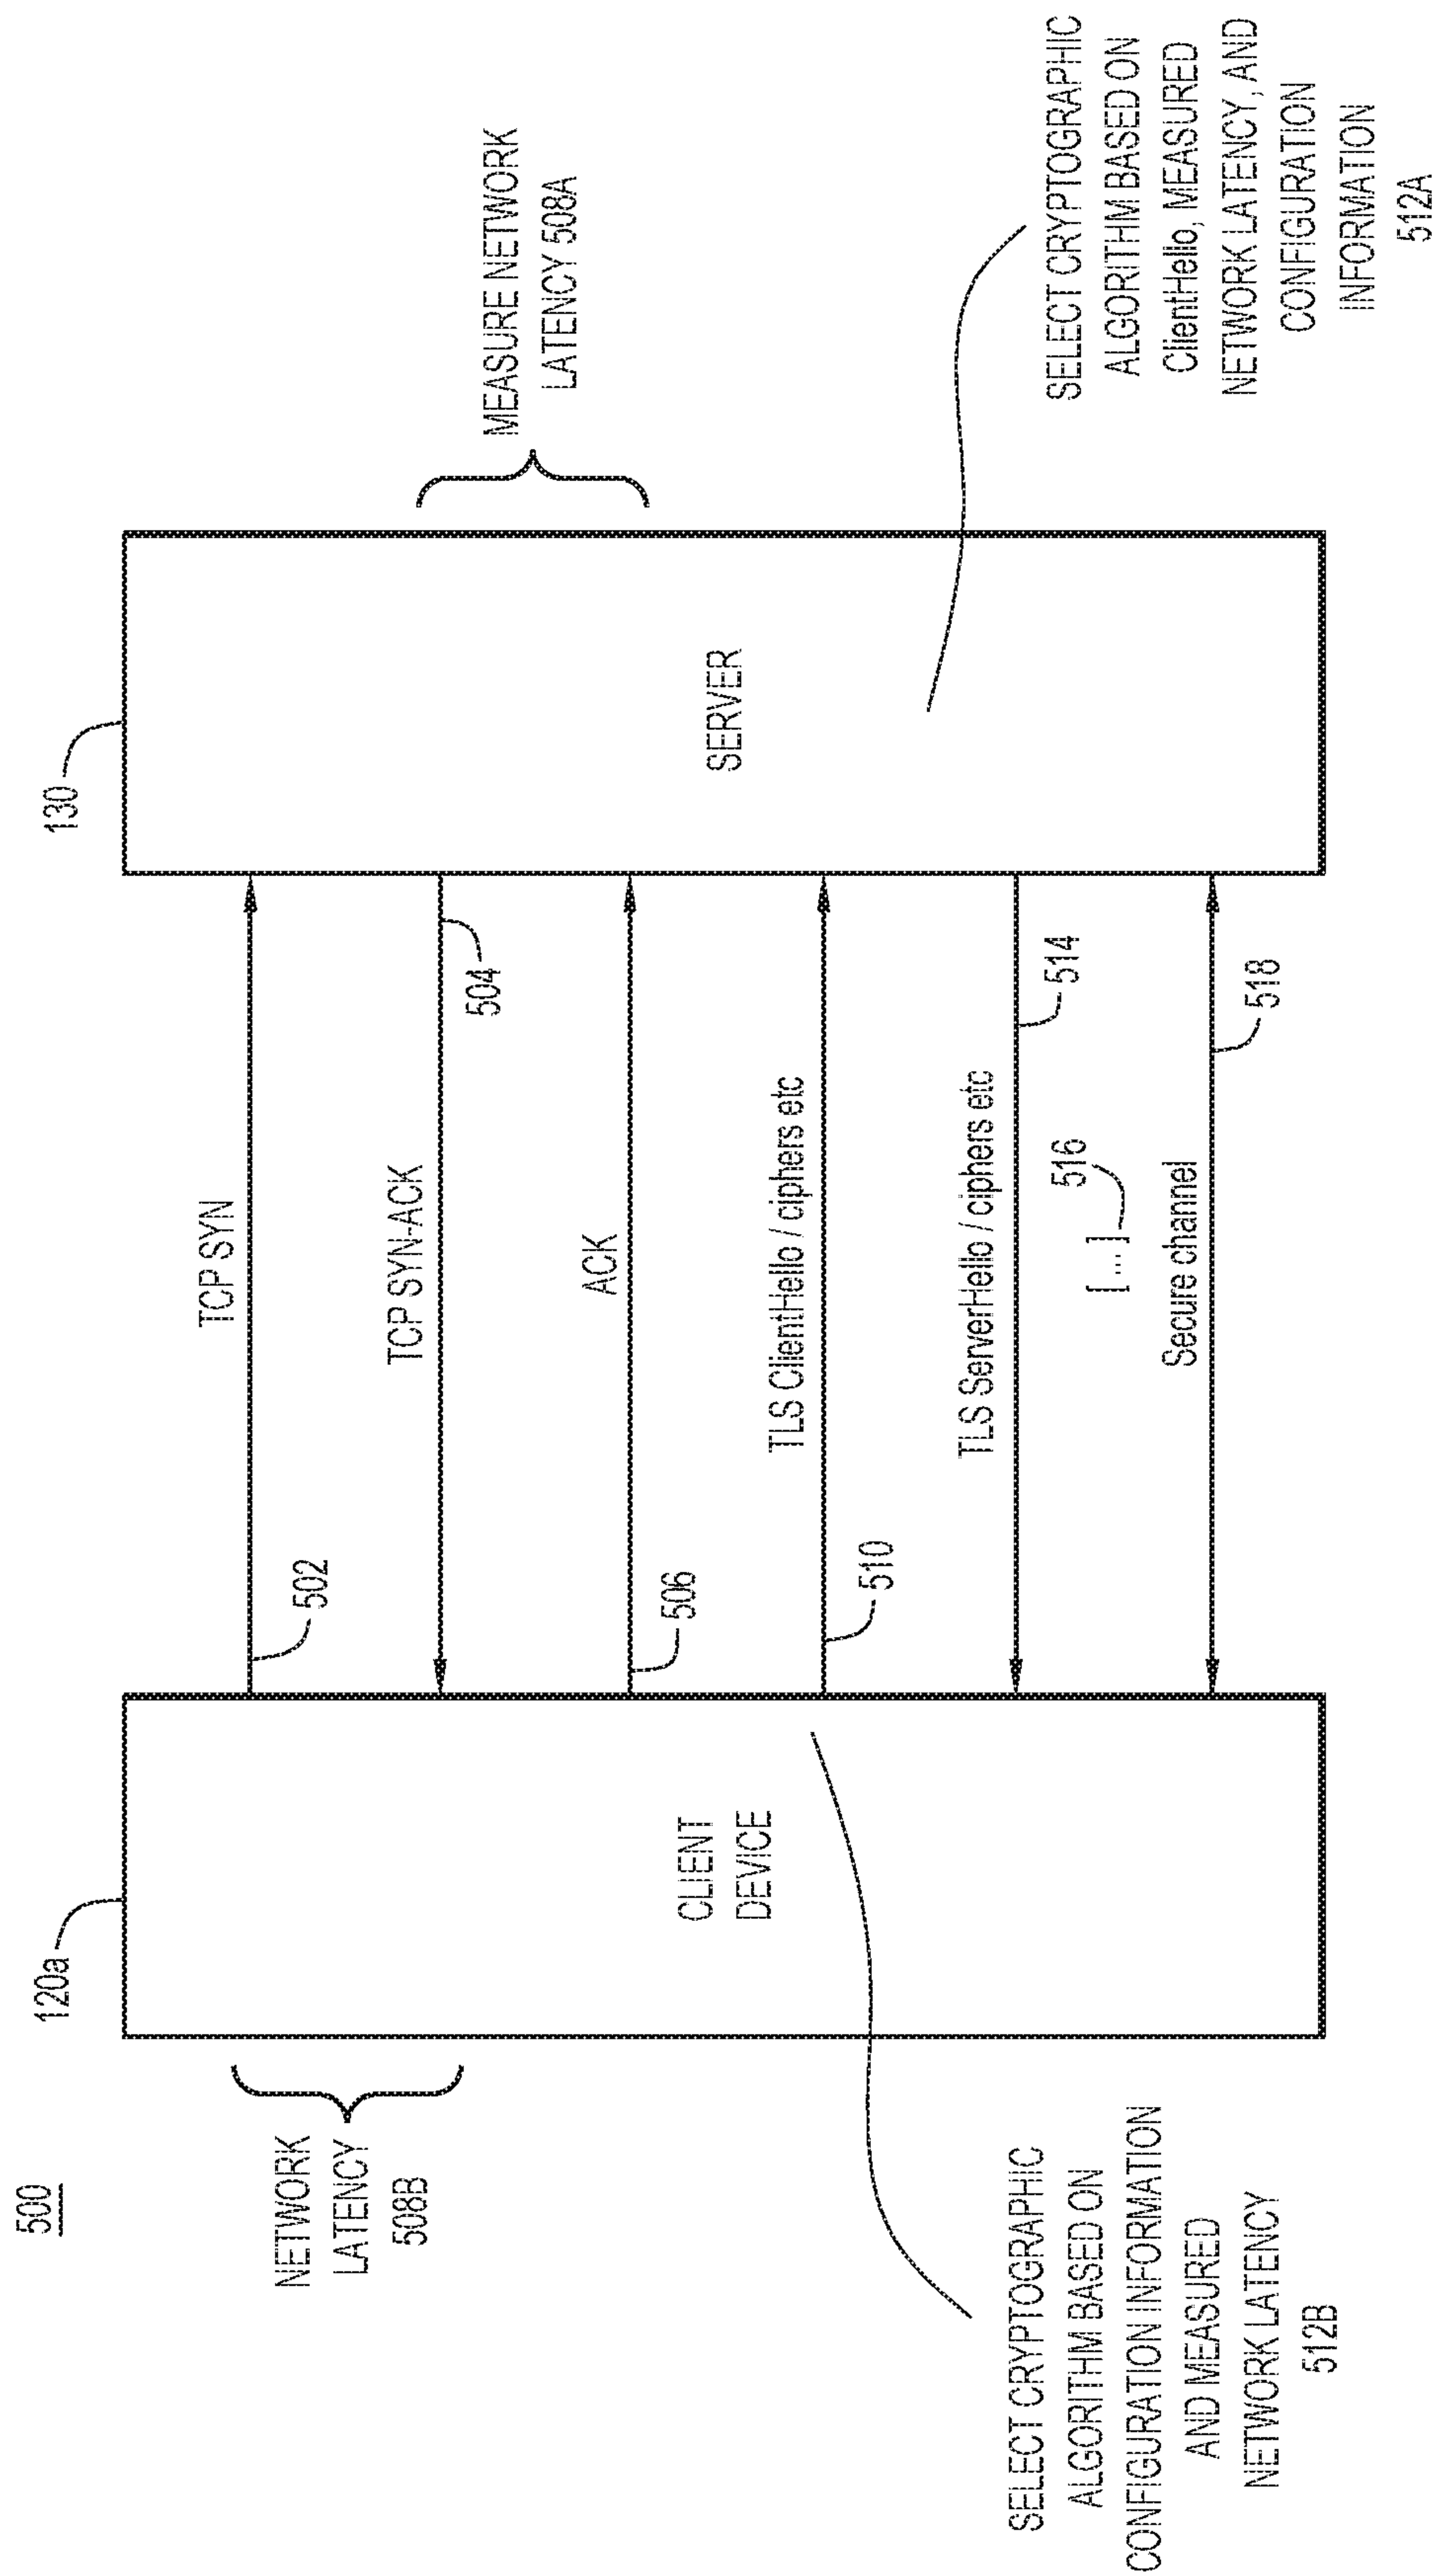 500
120a
130
NETWORK
LATENCY
508B
CLIENT
DEVICE
SERVER
MEASURE NETWORK
LATENCY 508A
TCP SYN
502
TCP SYN-ACK
504
ACK
506
TLS ClientHello / ciphers etc
510
TLS ServerHello / ciphers etc
514
[...]
516
Secure channel
518
SELECT CRYPTOGRAPHIC
ALGORITHM BASED ON
CONFIGURATION INFORMATION
AND MEASURED
NETWORK LATENCY
512B
SELECT CRYPTOGRAPHIC
ALGORITHM BASED ON
ClientHello, MEASURED
NETWORK LATENCY, AND
CONFIGURATION
INFORMATION
512A